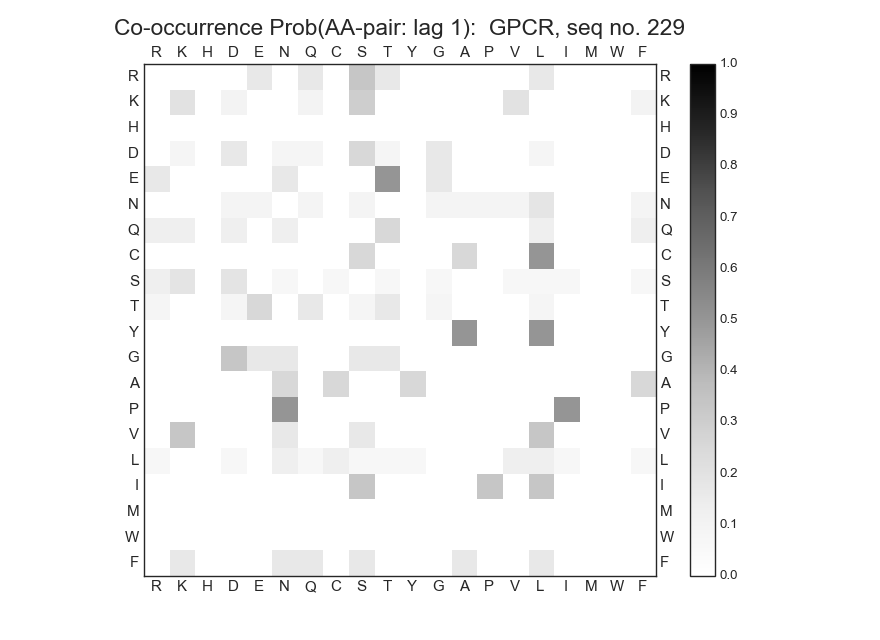 Co-occurrence Prob(AA-pair: lag 1):  GPCR, seq no. 229
R K H D E N Q C S T Y G A P V L I M W F
R R 1.0
K K
0.9
H H
D D 0.8
E E
0.7
N N
Q Q
0.6
C C
S S
T T 0.5
Y Y
G G 0.4
A A
P P 0.3
V V
0.2
L L
I I
0.1
M M
W W
F F
0.0
R K H D E N Q C S T Y G A P V L I M W F